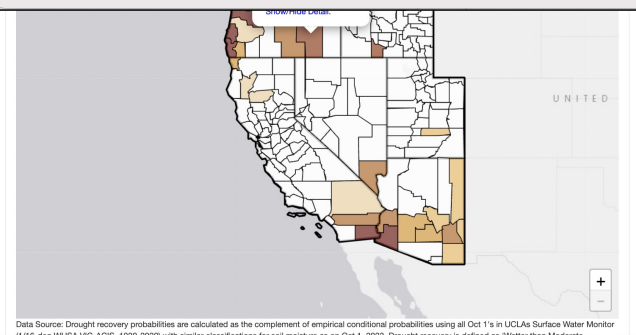 Show/Hide Detail.
UNITED
+
−
Data Source: Drought recovery probabilities are calculated as the complement of empirical conditional probabilities using all Oct 1's in UCLAs Surface Water Monitor